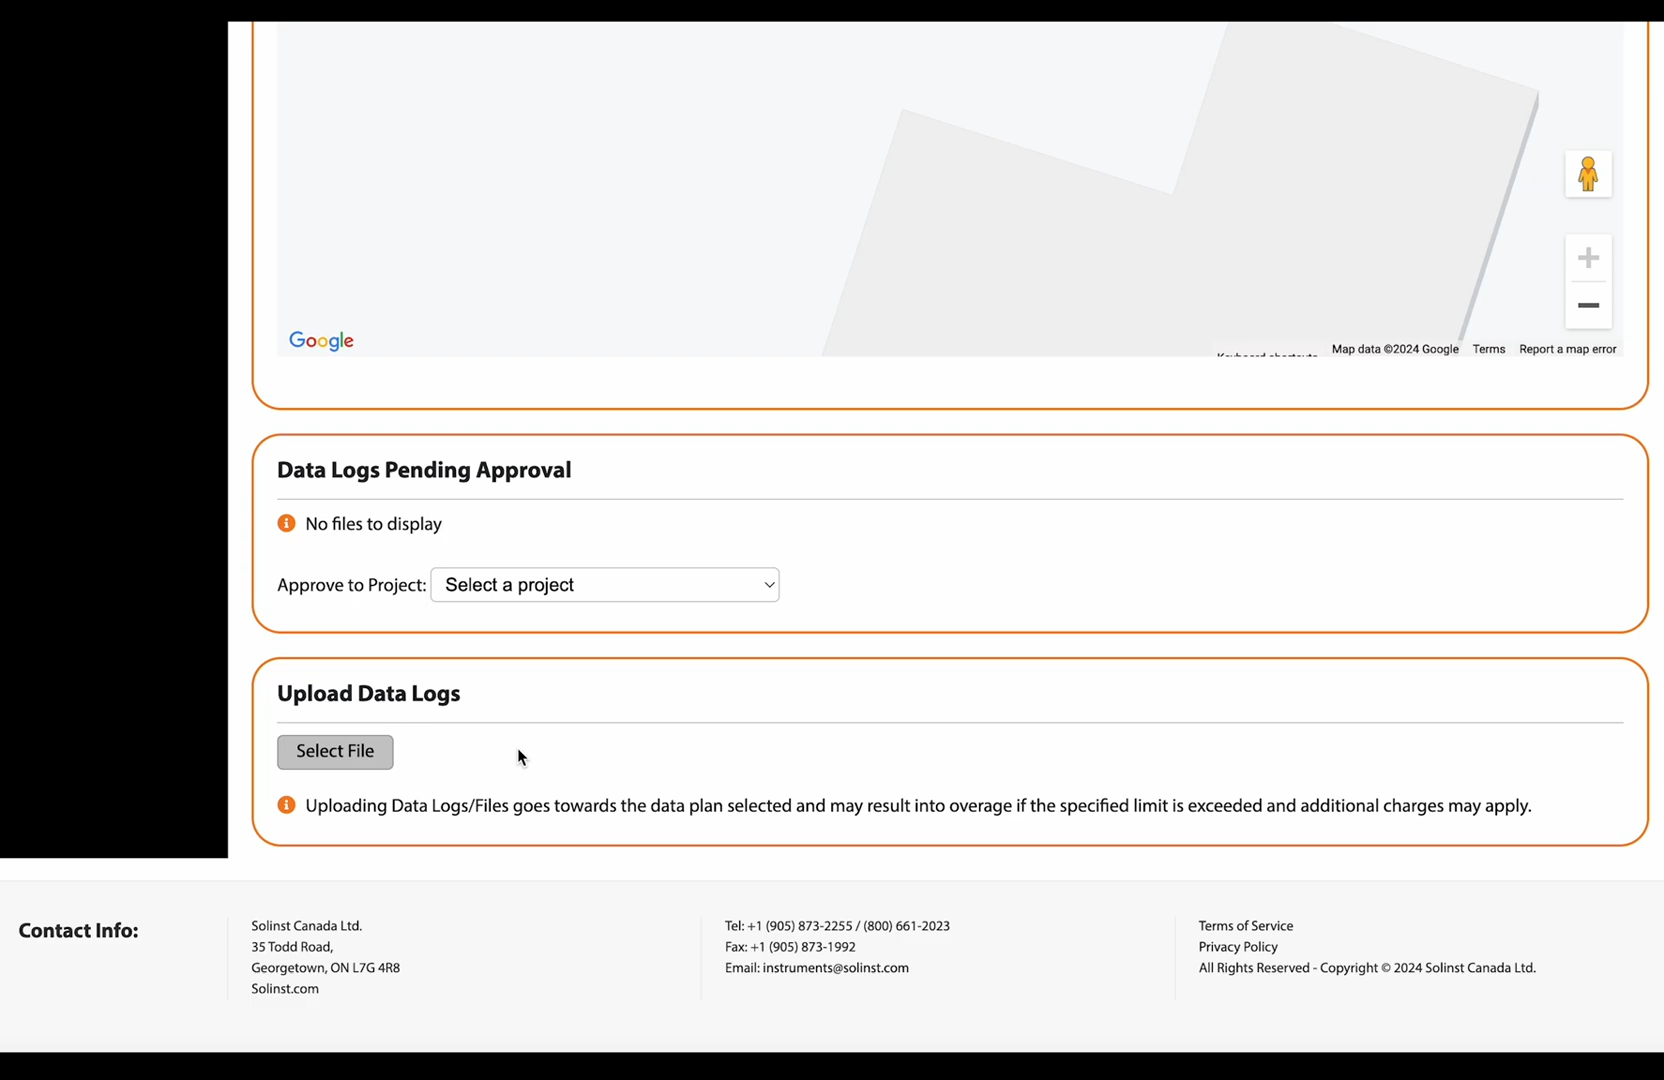 Google
Keyboard shortcuts
Map data ©2024 Google
Terms
Report a map error
Data Logs Pending Approval
No files to display
Approve to Project: Select a project
Upload Data Logs
Select File
Uploading Data Logs/Files goes towards the data plan selected and may result into overage if the specified limit is exceeded and additional charges may apply.
Contact Info:
Solinst Canada Ltd.
35 Todd Road,
Georgetown, ON L7G 4R8
Solinst.com
Tel: +1 (905) 873-2255 / (800) 661-2023
Fax: +1 (905) 873-1992
Email: instruments@solinst.com
Terms of Service
Privacy Policy
All Rights Reserved - Copyright © 2024 Solinst Canada Ltd.